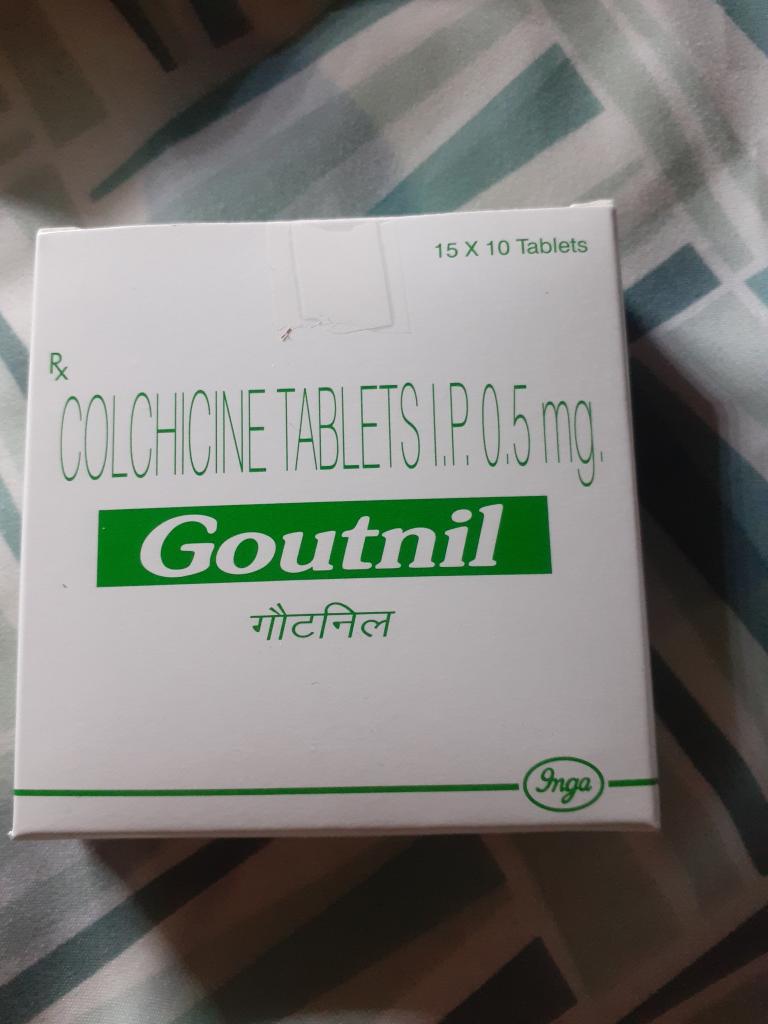 15 X 10 Tablets
Rx
COLCHICINE TABLETS I.P. 0.5 mg.
Goutnil
गौटनिल
Inga